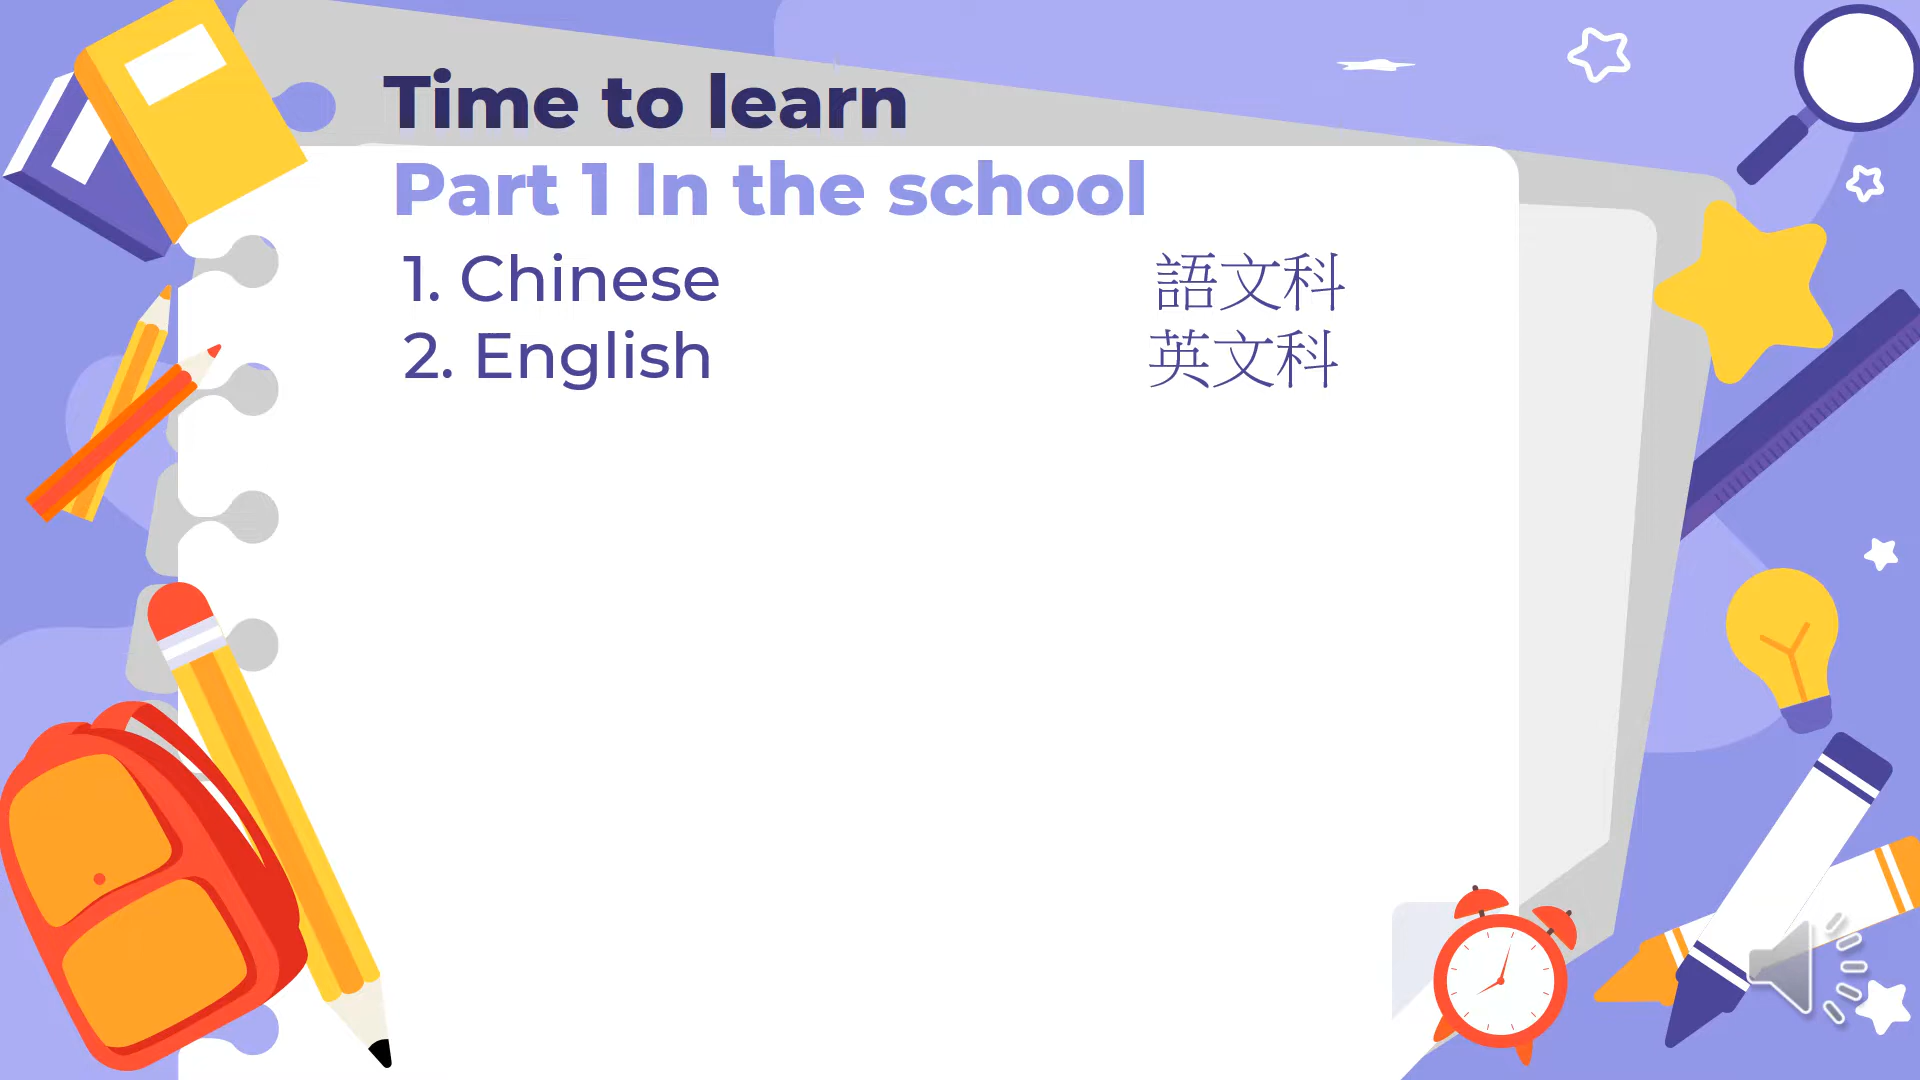 Time to learn
Part 1 In the school
1. Chinese 語文科
2. English 英文科